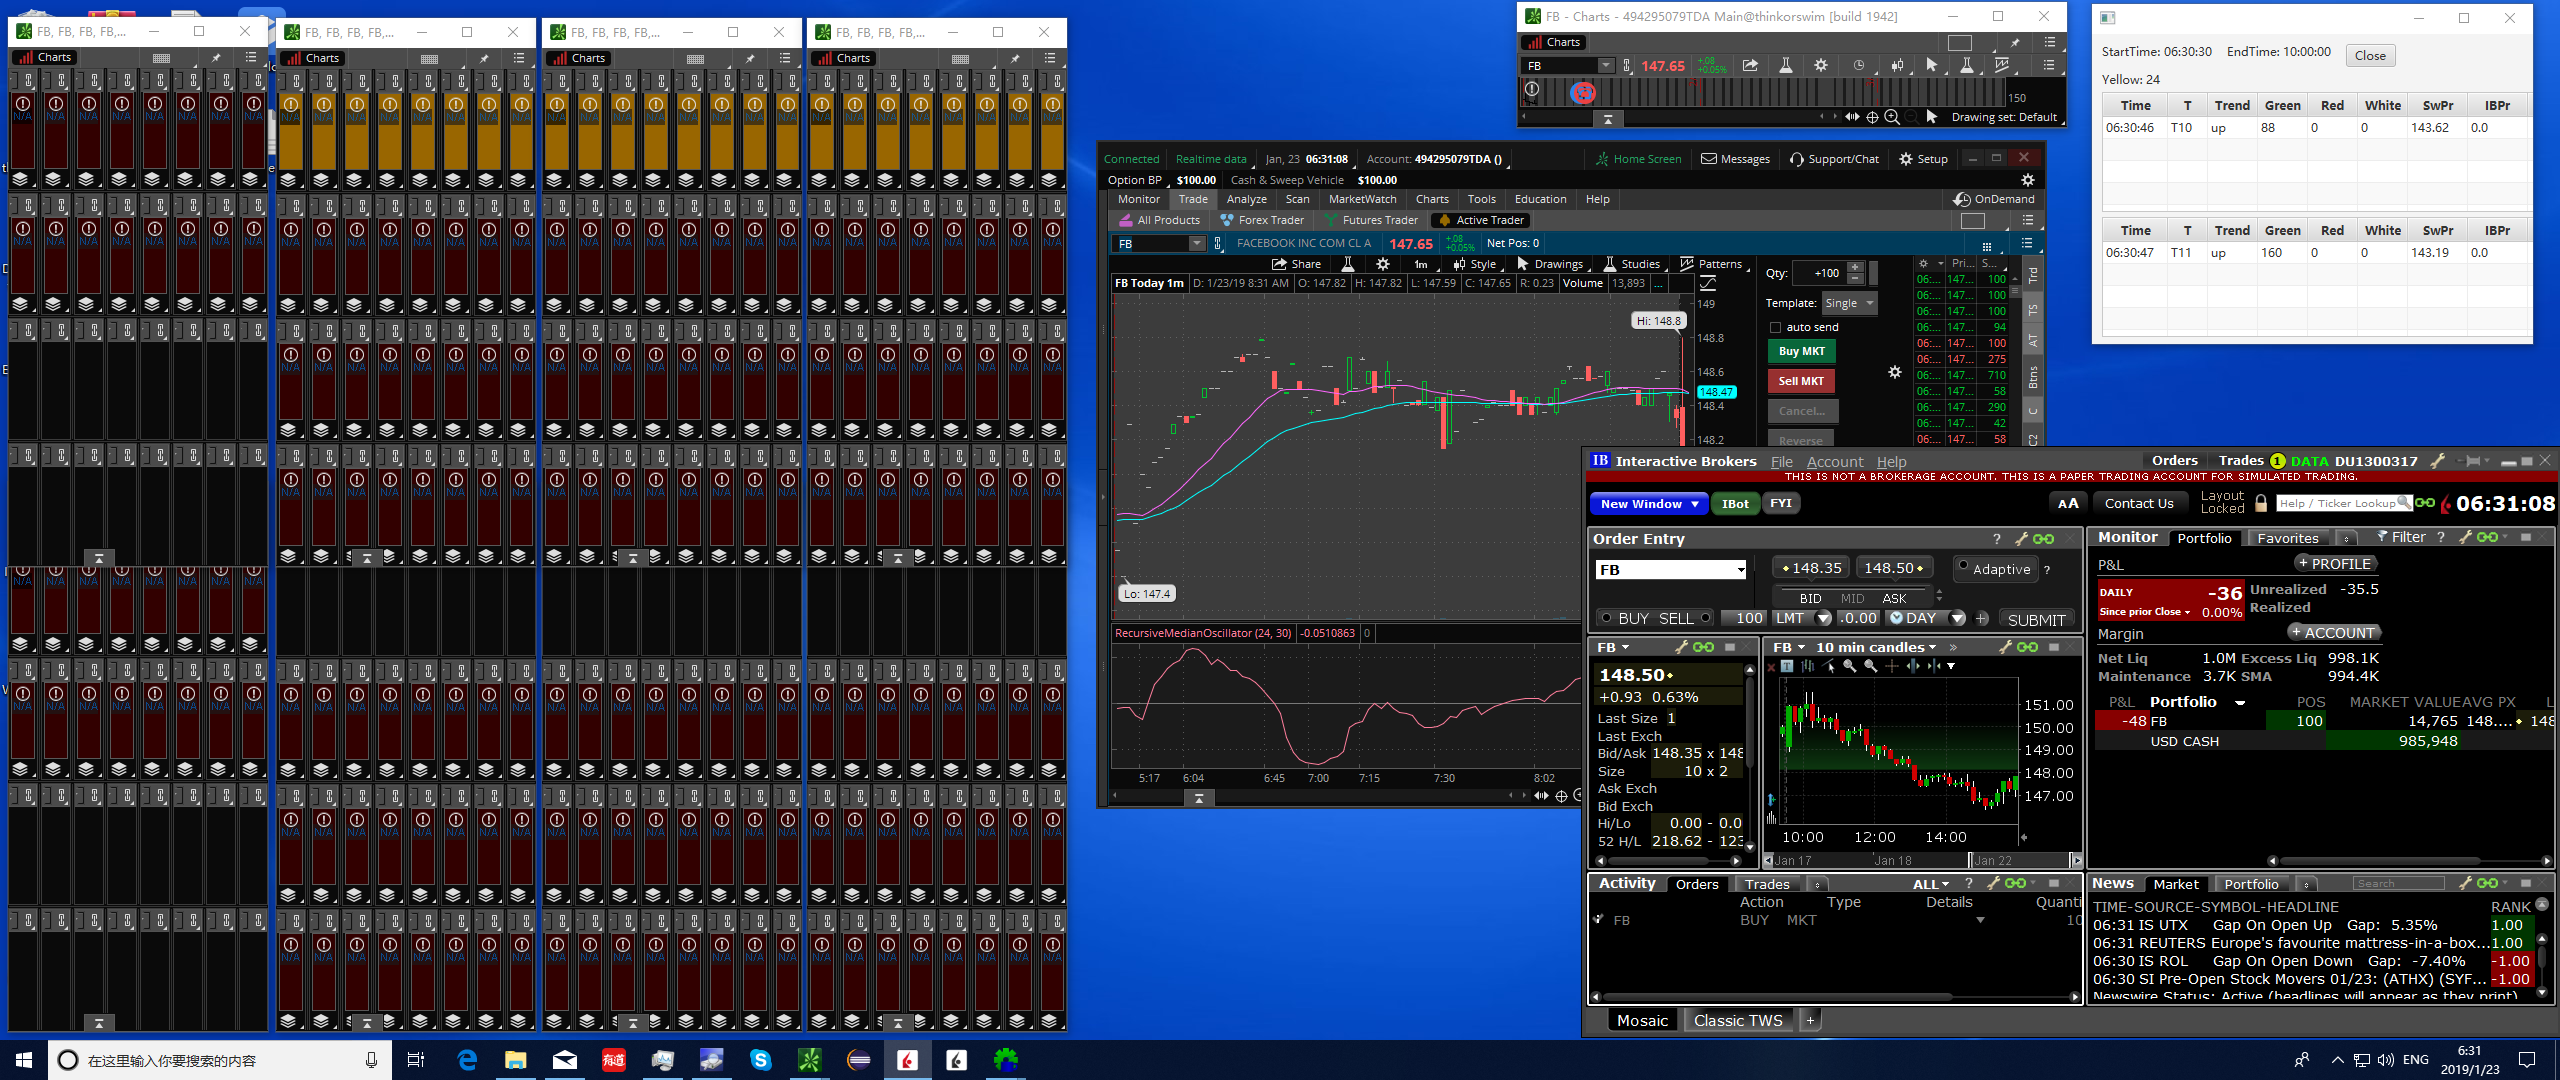 FB, FB, FB, FB,...
Charts
FB, FB, FB, FB,...
Charts
FB, FB, FB, FB,...
Charts
FB, FB, FB, FB,...
Charts
N/A
FB - Charts - 494295079TDA Main@thinkorswim [build 1942]
Charts
FB 147.65 +.08 +0.05%
150
Drawing set: Default
StartTime: 06:30:30 EndTime: 10:00:00 Close
Yellow: 24
Time T Trend Green Red White SwPr IBPr
06:30:46 T10 up 88 0 0 143.62 0.0
Time T Trend Green Red White SwPr IBPr
06:30:47 T11 up 160 0 0 143.19 0.0
Connected Realtime data Jan, 23 06:31:08 Account: 494295079TDA () Home Screen Messages Support/Chat Setup
Option BP $100.00 Cash & Sweep Vehicle $100.00
Monitor Trade Analyze Scan MarketWatch Charts Tools Education Help OnDemand
All Products Forex Trader Futures Trader Active Trader
FB FACEBOOK INC COM CL A 147.65 +.08 +0.05% Net Pos: 0
Share 1m Style Drawings Studies Patterns
FB Today 1m D: 1/23/19 8:31 AM O: 147.82 H: 147.82 L: 147.59 C: 147.65 R: 0.23 Volume 13,893 ...
149
Hi: 148.8
148.8
148.6
148.47
148.4
148.2
Lo: 147.4
RecursiveMedianOscillator (24, 30) -0.0510863 0
5:17 6:04 6:45 7:00 7:15 7:30 8:02
Qty: +100
Template: Single
auto send
Buy MKT
Sell MKT
Cancel...
Reverse
Pri... S...
06:... 147... 100
06:... 147... 100
06:... 147... 100
06:... 147... 94
06:... 147... 100
06:... 147... 275
06:... 147... 710
06:... 147... 58
06:... 147... 290
06:... 147... 42
06:... 147... 58
Trd
TS
AT
Btns
C
C2
IB Interactive Brokers File Account Help Orders Trades 1 DATA DU1300317
THIS IS NOT A BROKERAGE ACCOUNT. THIS IS A PAPER TRADING ACCOUNT FOR SIMULATED TRADING.
New Window IBot FYI AA Contact Us Layout Locked Help / Ticker Lookup 06:31:08
Order Entry
FB 148.35 148.50 Adaptive ?
BID MID ASK
BUY SELL 100 LMT .0.00 DAY SUBMIT
FB
148.50
+0.93 0.63%
Last Size 1
Last Exch
Bid/Ask 148.35 x 148
Size 10 x 2
Ask Exch
Bid Exch
Hi/Lo 0.00 - 0.0
52 H/L 218.62 - 123
FB 10 min candles
151.00
150.00
149.00
148.00
147.00
10:00 12:00 14:00
Jan 17 Jan 18 Jan 22
Monitor Portfolio Favorites Filter ?
P&L + PROFILE
DAILY -36 Unrealized -35.5
Since prior Close 0.00% Realized
Margin + ACCOUNT
Net Liq 1.0M Excess Liq 998.1K
Maintenance 3.7K SMA 994.4K
P&L Portfolio POS MARKET VALUE AVG PX L
-48 FB 100 14,765 148.... 148
USD CASH 985,948
Activity Orders Trades ALL ?
Action Type Details Quanti
FB BUY MKT 10
News Market Portfolio Search
TIME-SOURCE-SYMBOL-HEADLINE RANK
06:31 IS UTX Gap On Open Up Gap: 5.35% 1.00
06:31 REUTERS Europe's favourite mattress-in-a-box... 1.00
06:30 IS ROL Gap On Open Down Gap: -7.40% -1.00
06:30 SI Pre-Open Stock Movers 01/23: (ATHX) (SYF... -1.00
Newswire Status: Active (headlines will appear as they print)
Mosaic Classic TWS +
在这里输入你要搜索的内容
有道
ENG
6:31
2019/1/23